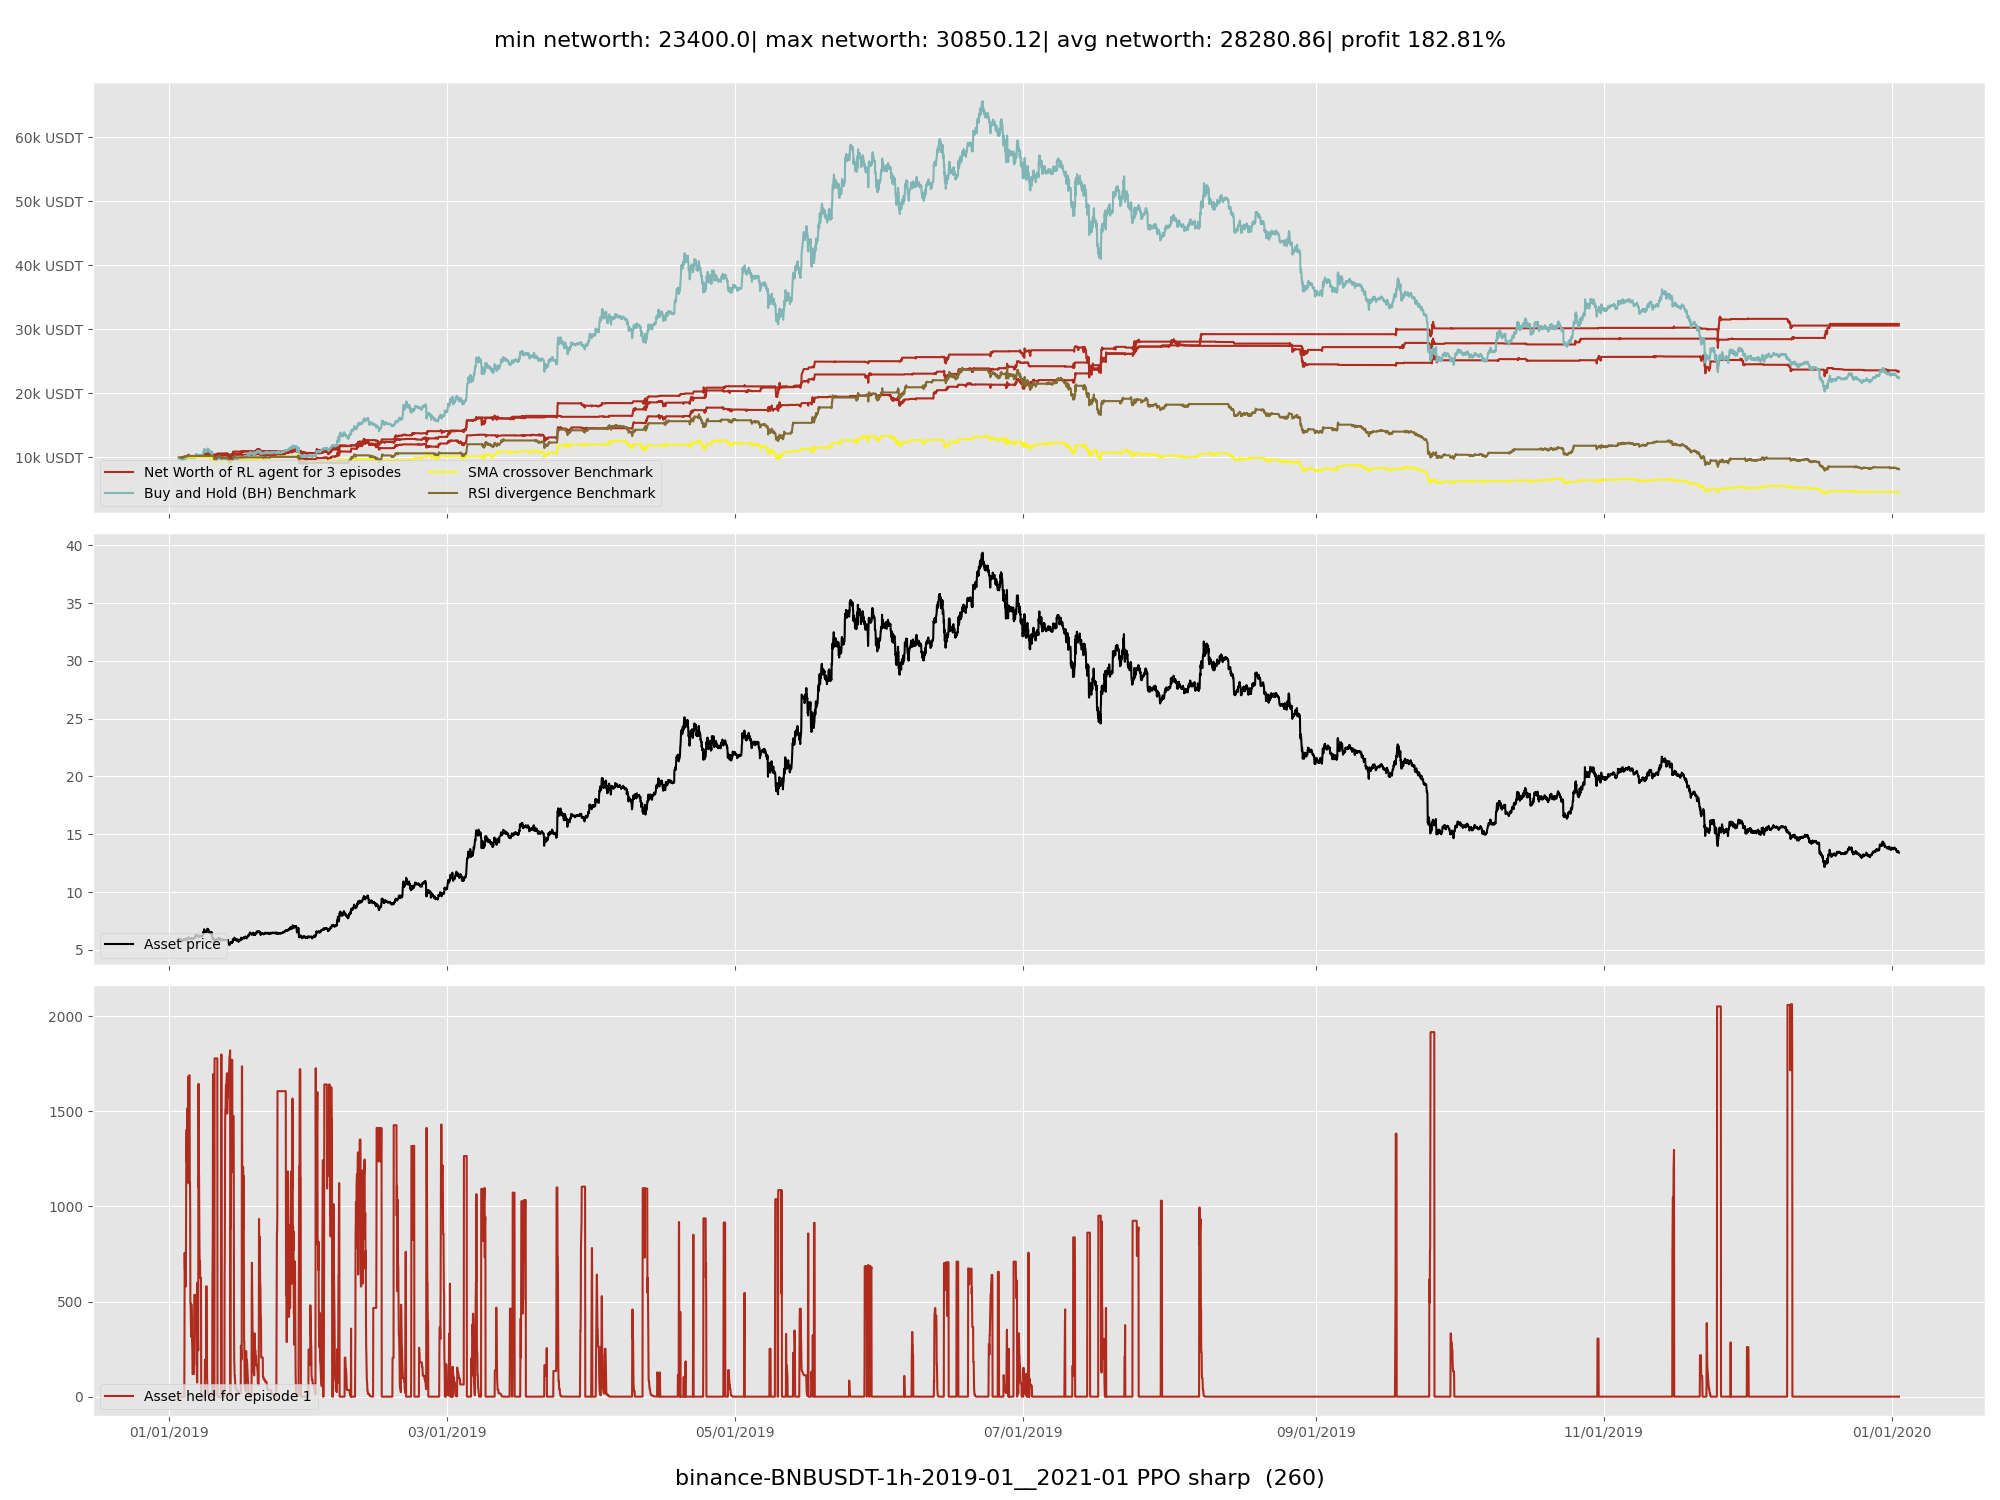 min networth: 23400.0| max networth: 30850.12| avg networth: 28280.86| profit 182.81%
60k USDT
50k USDT
40k USDT
30k USDT
20k USDT
10k USDT
Net Worth of RL agent for 3 episodes
Buy and Hold (BH) Benchmark
SMA crossover Benchmark
RSI divergence Benchmark
40
35
30
25
20
15
10
5
Asset price
2000
1500
1000
500
0
Asset held for episode 1
01/01/2019 03/01/2019 05/01/2019 07/01/2019 09/01/2019 11/01/2019 01/01/2020
binance-BNBUSDT-1h-2019-01__2021-01 PPO sharp  (260)